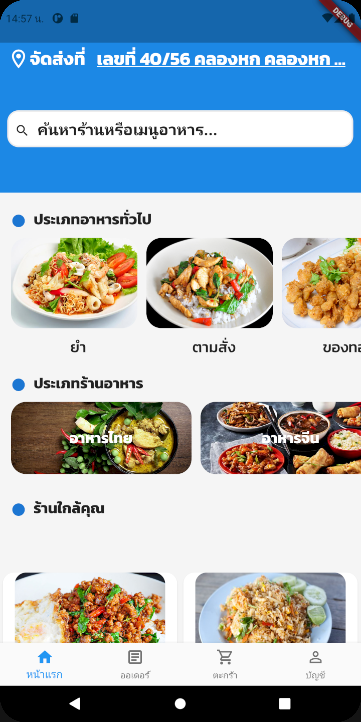 14:57 น.
DEBUG
จัดส่งที่ เลขที่ 40/56 คลองหก คลองหก ...
ค้นหาร้านหรือเมนูอาหาร...
ประเภทอาหารทั่วไป
ยำ ตามสั่ง ของทอ
ประเภทร้านอาหาร
อาหารไทย อาหารจีน
ร้านใกล้คุณ
หน้าแรก ออเดอร์ ตะกร้า บัญชี